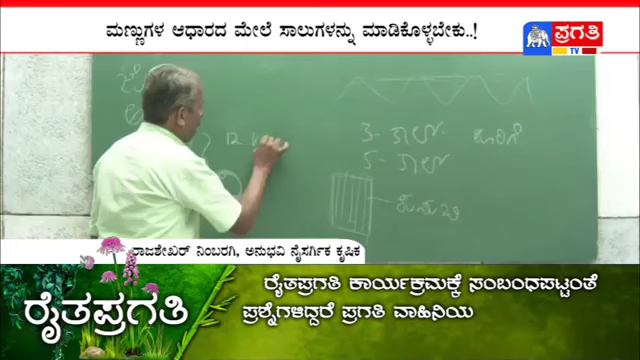 ಮಣ್ಣುಗಳ ಆಧಾರದ ಮೇಲೆ ಸಾಲುಗಳನ್ನು ಮಾಡಿಕೊಳ್ಳಬೇಕು..!
ಪ್ರಗತಿ
TV
12
3- ಸಾಲು
ಕೂರಿಗೆ
5- ಸಾಲು
ಕುಸುಬಿ
ರಾಜಶೇಖರ್ ನಿಂಬರಗಿ, ಅನುಭವಿ ನೈಸರ್ಗಿಕ ಕೃಷಿಕ
ರೈತಪ್ರಗತಿ
ರೈತಪ್ರಗತಿ ಕಾರ್ಯಕ್ರಮಕ್ಕೆ ಸಂಬಂಧಪಟ್ಟಂತೆ
ಪ್ರಶ್ನೆಗಳಿದ್ದರೆ ಪ್ರಗತಿ ವಾಹಿನಿಯ